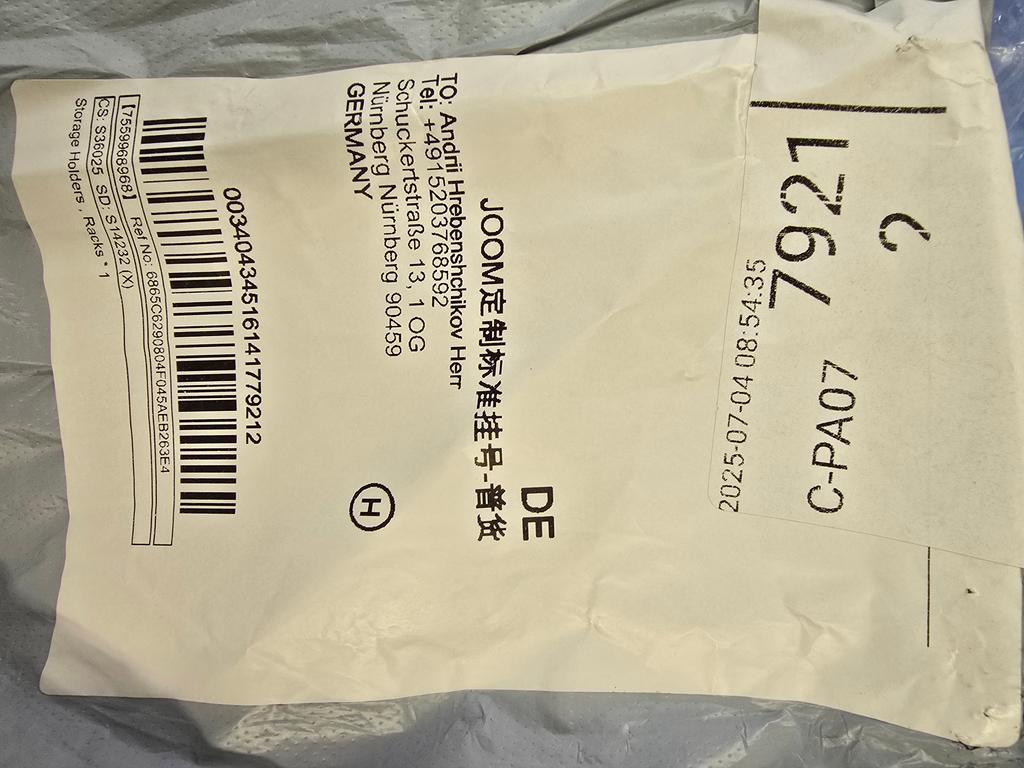 DE
JOOM定制标准挂号-普货
TO: Andrii Hrebenshchikov Herr
Tel: +4915203768592
Schuckertstraße 13, 1 OG
Nürnberg Nürnberg 90459
GERMANY
H
00340434516141779212
【7559968968】 Ref No: 6865C6290804F045AEB263E4
CS: S36025 SD: S14232 (X)
Storage Holders , Racks * 1
7921
2025-07-04 08:54:35
C-PA07